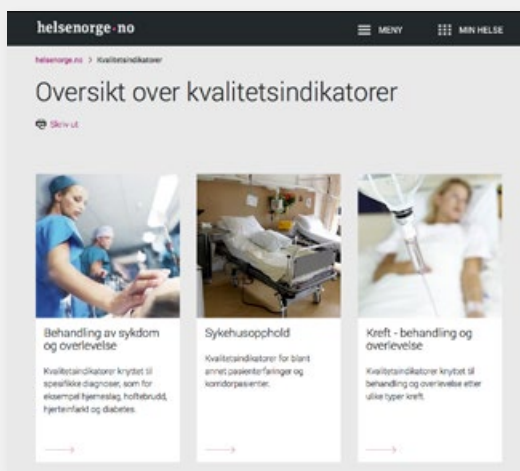 helsenorge·no
MENY
MIN HELSE
helsenorge.no > Kvalitetsindikatorer
Oversikt over kvalitetsindikatorer
Skriv ut
Behandling av sykdom
og overlevelse
Kvalitetsindikatorer knyttet til
spesifikke diagnoser, som for
eksempel hjerneslag, hoftebrudd,
hjerteinfarkt og diabetes.
Sykehusopphold
Kvalitetsindikatorer for blant
annet pasienterfaringer og
korridorpasienter.
Kreft - behandling og
overlevelse
Kvalitetsindikatorer knyttet til
behandling og overlevelse etter
ulike typer kreft.